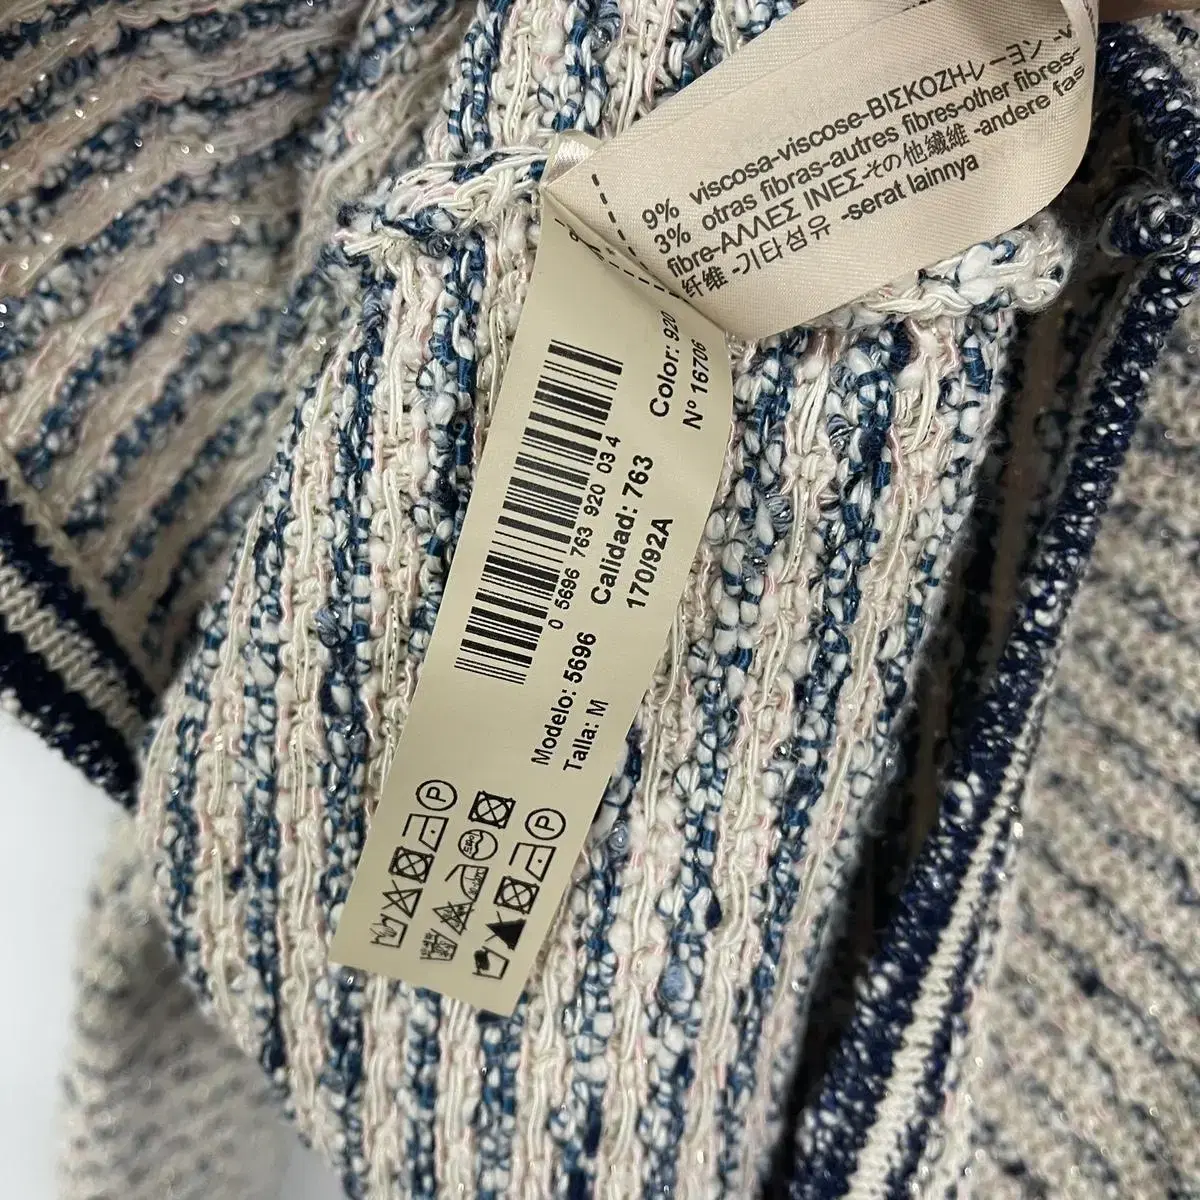 9% viscosa-viscose-ΒΙΣΚΟΖΗ-レーヨン -v
3% otras fibras-autres fibres-other fibres-
fibre-ΑΛΛΕΣ ΙΝΕΣ-その他繊維 -andere fas
纤维 -기타섬유 -serat lainnya
Color: 920
N° 16706
0 5696 763 920 03 4
Calidad: 763
170/92A
Modelo: 5696
Talla: M
P
P